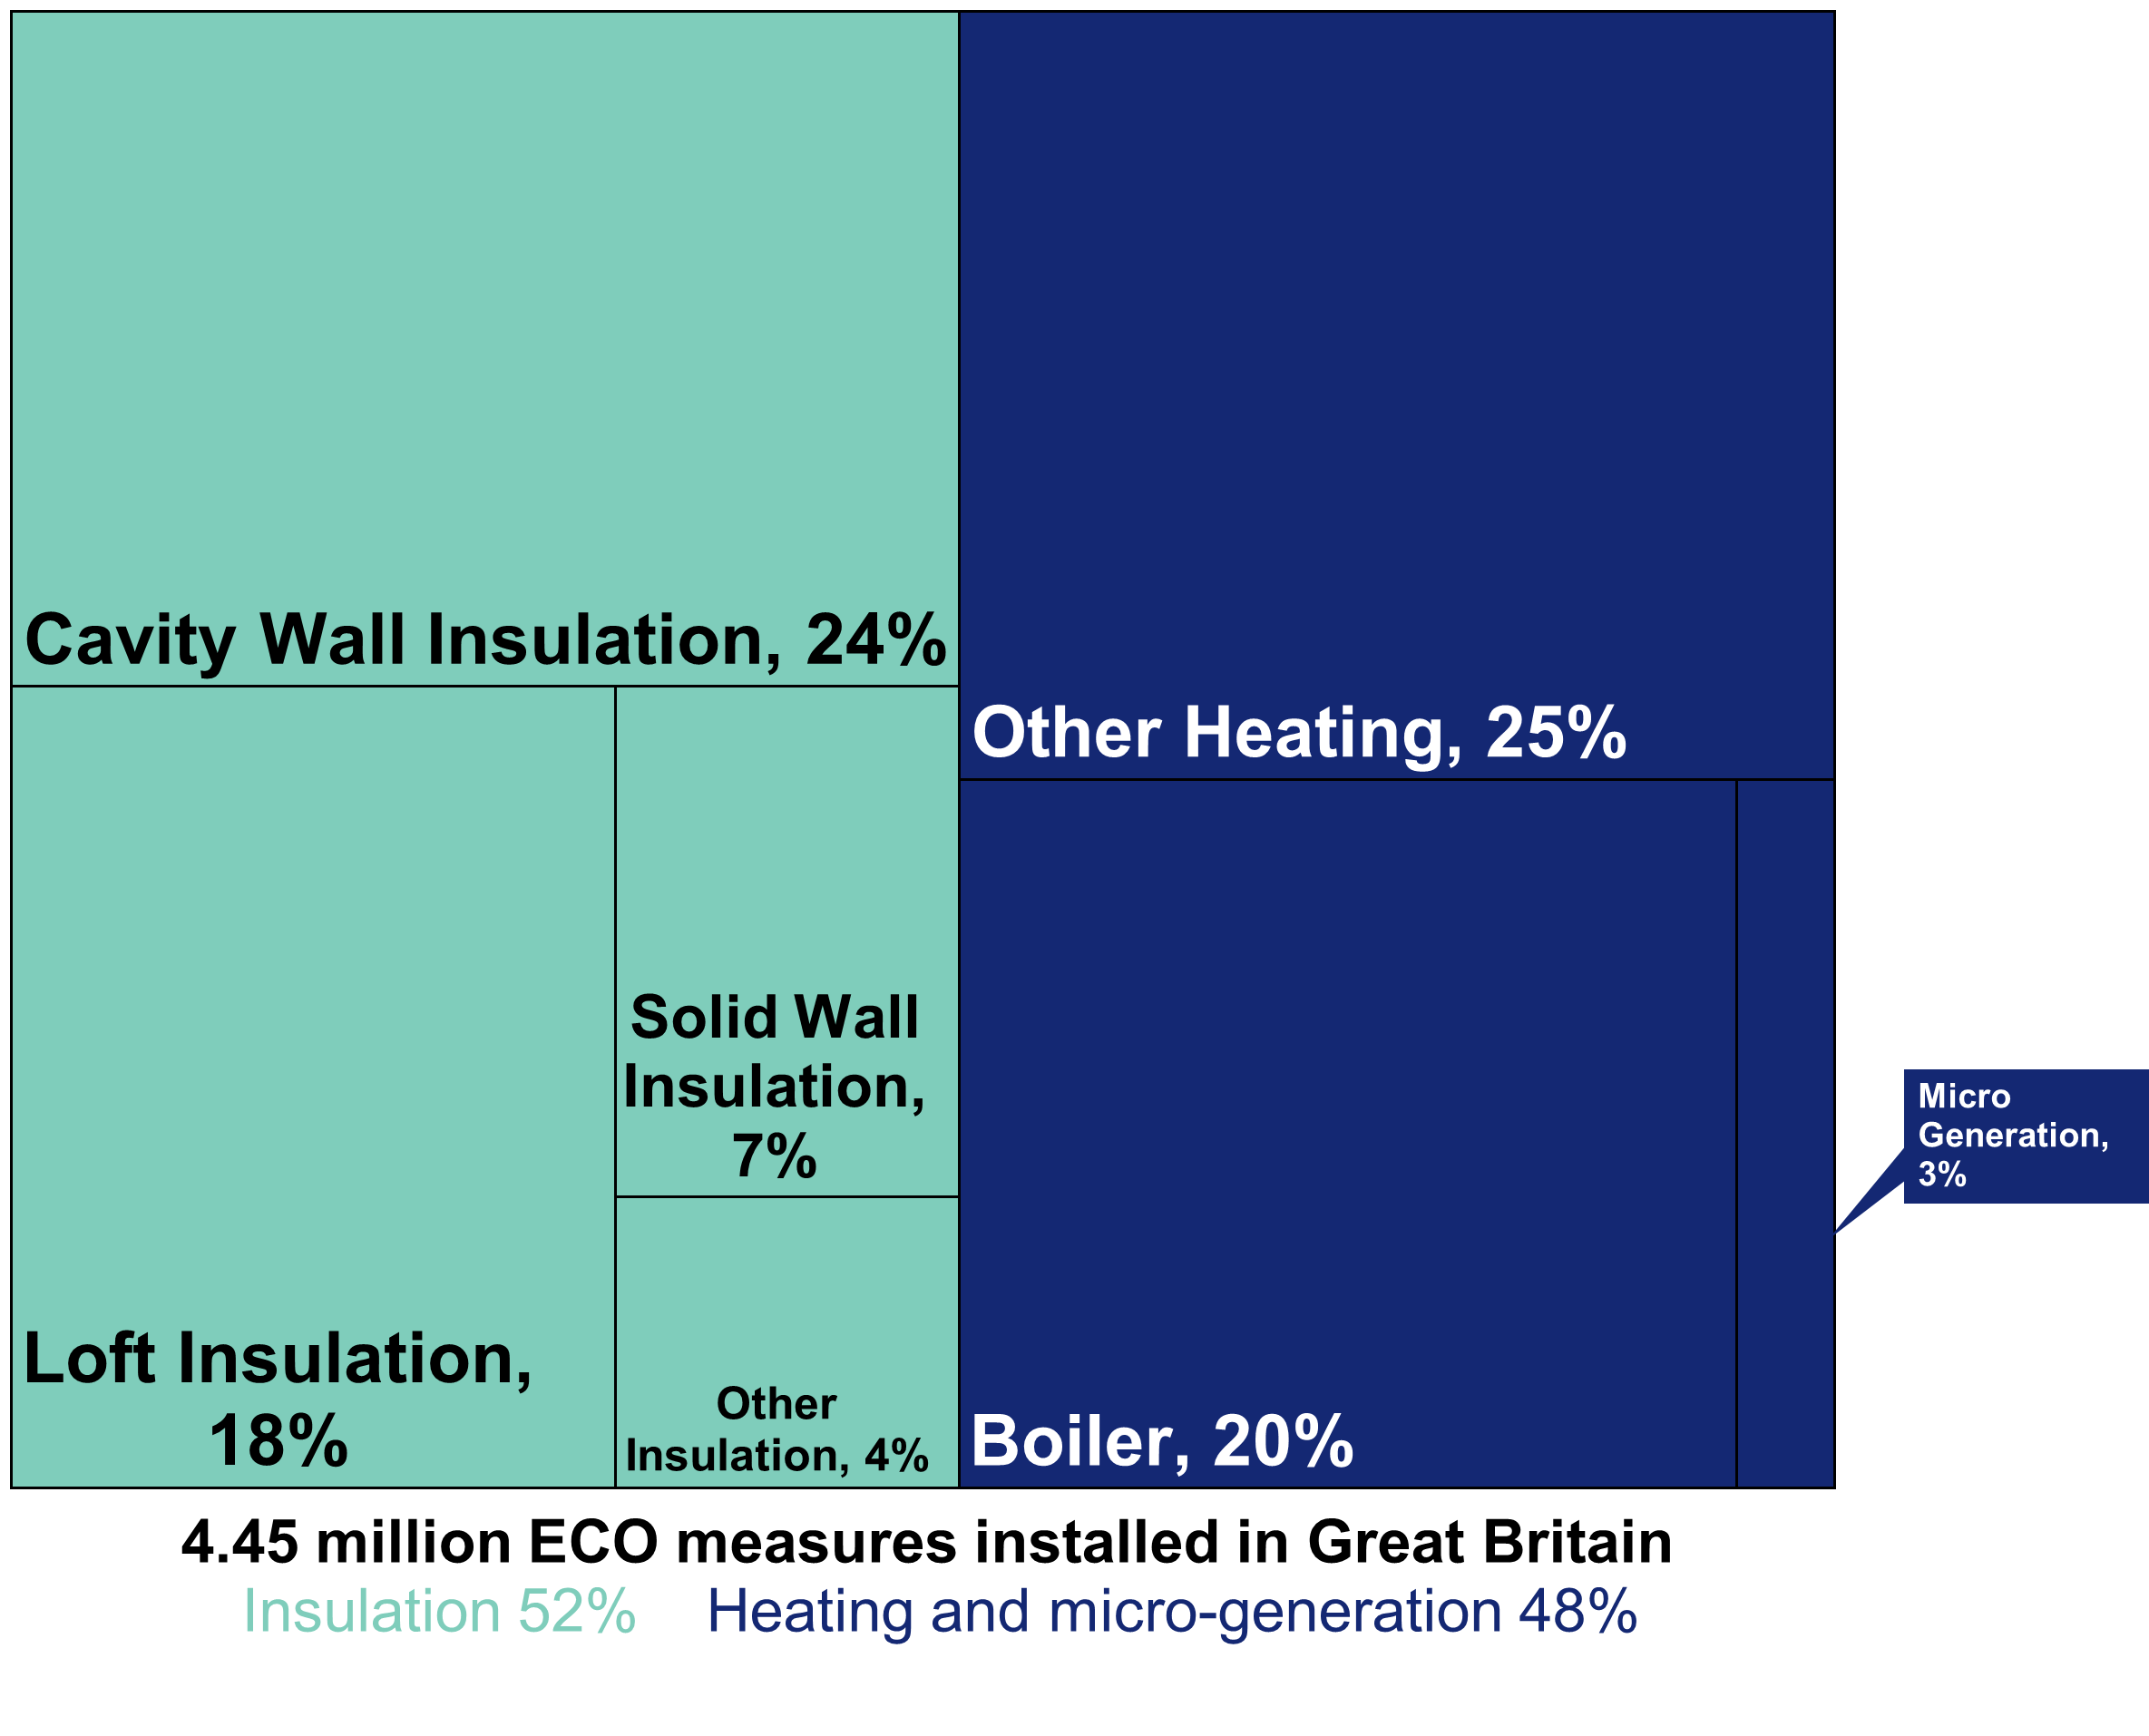 Cavity Wall Insulation, 24%
Other Heating, 25%
Solid Wall
Insulation,
7%
Micro
Generation,
3%
Loft Insulation,
18%
Other
Insulation, 4%
Boiler, 20%
4.45 million ECO measures installed in Great Britain
Insulation 52% Heating and micro-generation 48%